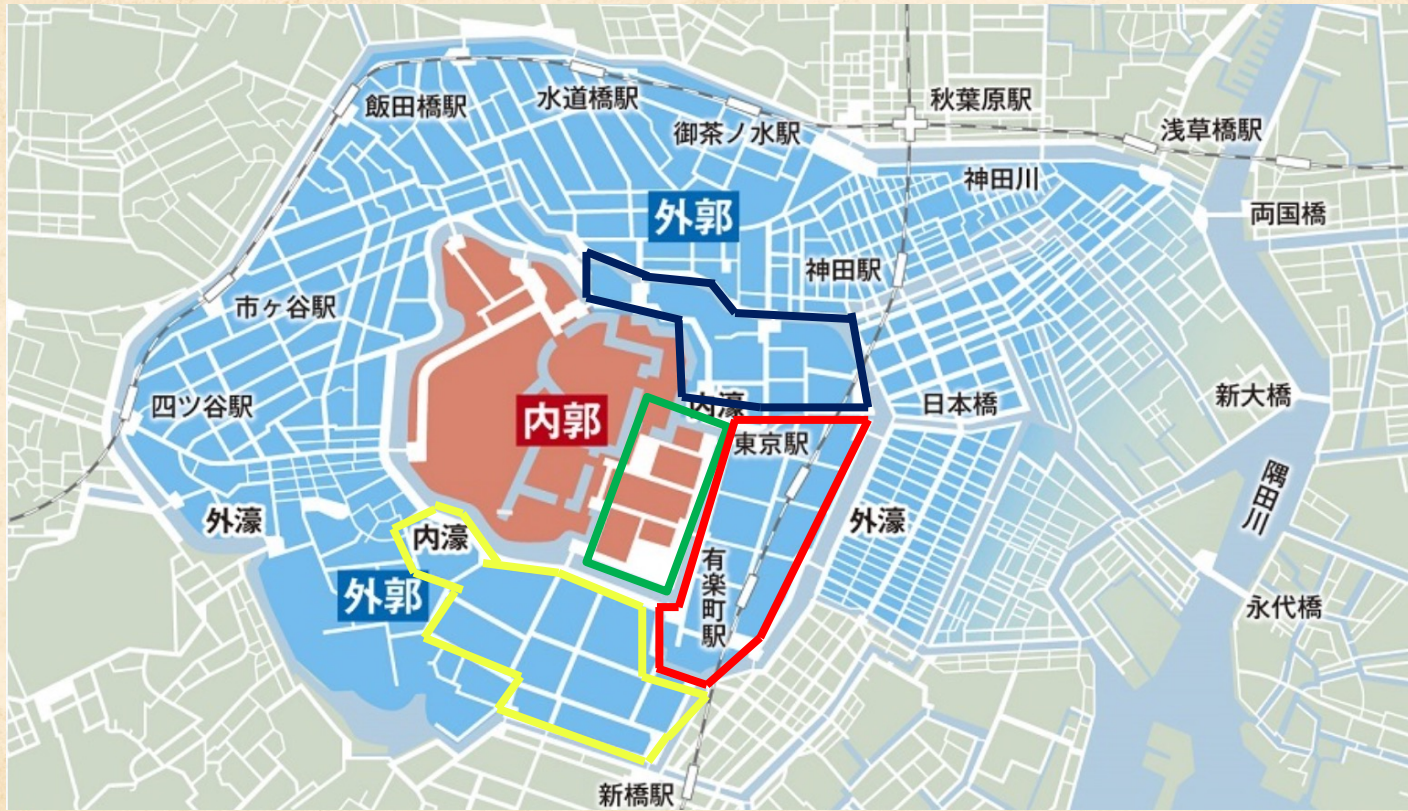 飯田橋駅
水道橋駅
御茶ノ水駅
秋葉原駅
浅草橋駅
神田川
両国橋
外郭
神田駅
市ヶ谷駅
四ツ谷駅
内郭
内濠
東京駅
日本橋
新大橋
隅田川
外濠
内濠
外濠
有楽町駅
外郭
永代橋
新橋駅